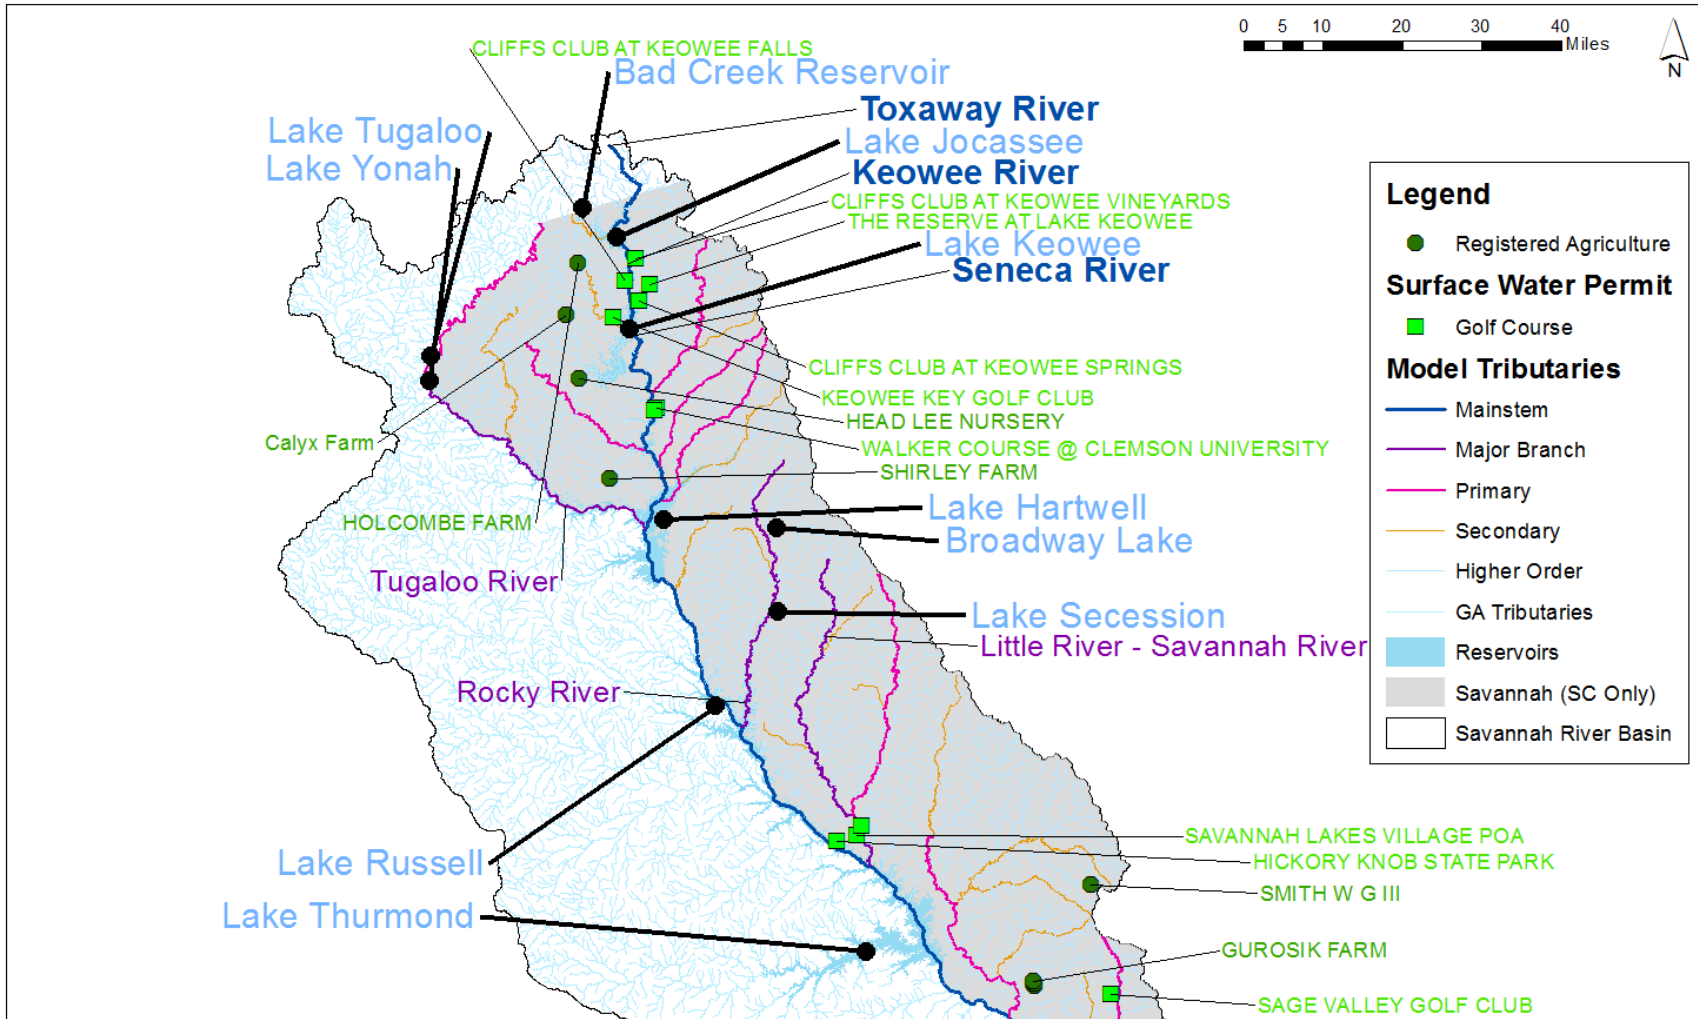 0 5 10 20 30 40
Miles
N
CLIFFS CLUB AT KEOWEE FALLS
Bad Creek Reservoir
Toxaway River
Lake Tugaloo
Lake Jocassee
Lake Yonah
Keowee River
CLIFFS CLUB AT KEOWEE VINEYARDS
THE RESERVE AT LAKE KEOWEE
Lake Keowee
Seneca River
CLIFFS CLUB AT KEOWEE SPRINGS
KEOWEE KEY GOLF CLUB
HEAD LEE NURSERY
Calyx Farm
WALKER COURSE @ CLEMSON UNIVERSITY
SHIRLEY FARM
Lake Hartwell
HOLCOMBE FARM
Broadway Lake
Tugaloo River
Lake Secession
Little River - Savannah River
Rocky River
SAVANNAH LAKES VILLAGE POA
Lake Russell
HICKORY KNOB STATE PARK
SMITH W G III
Lake Thurmond
GUROSIK FARM
SAGE VALLEY GOLF CLUB
Legend
Registered Agriculture
Surface Water Permit
Golf Course
Model Tributaries
Mainstem
Major Branch
Primary
Secondary
Higher Order
GA Tributaries
Reservoirs
Savannah (SC Only)
Savannah River Basin